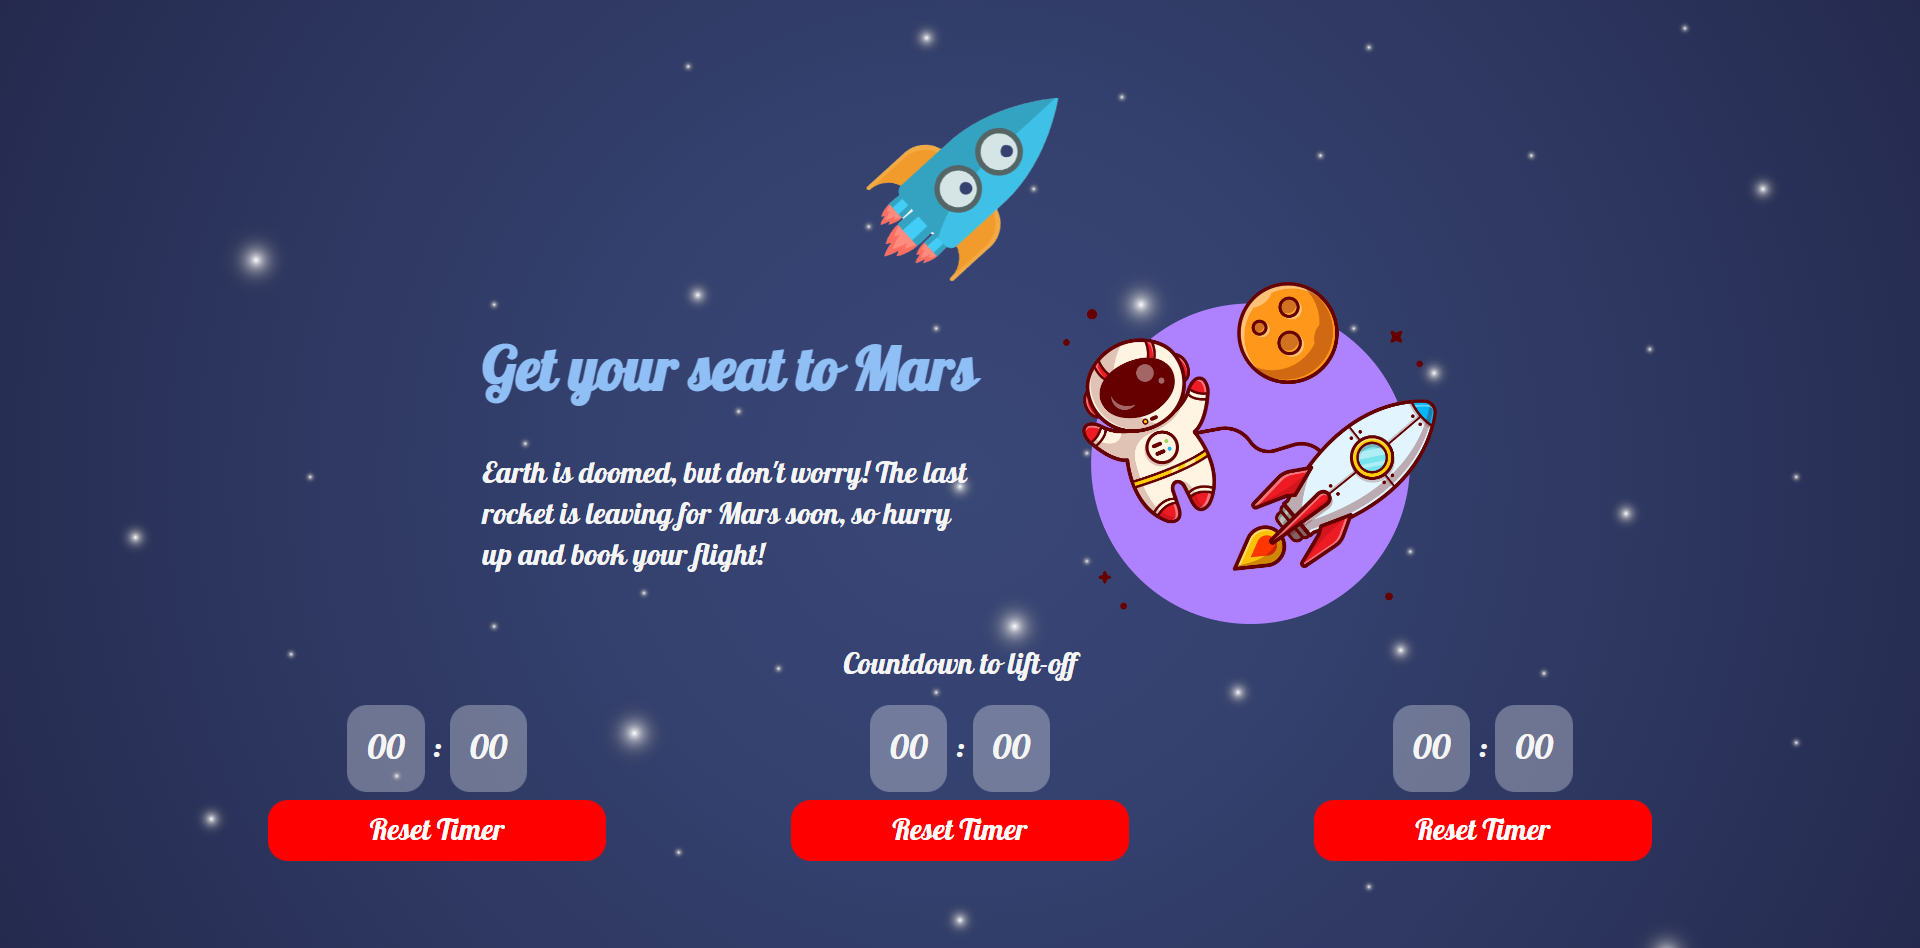 Get your seat to Mars
Earth is doomed, but don't worry! The last
rocket is leaving for Mars soon, so hurry
up and book your flight!
Countdown to lift-off
00 : 00
00 : 00
00 : 00
Reset Timer
Reset Timer
Reset Timer